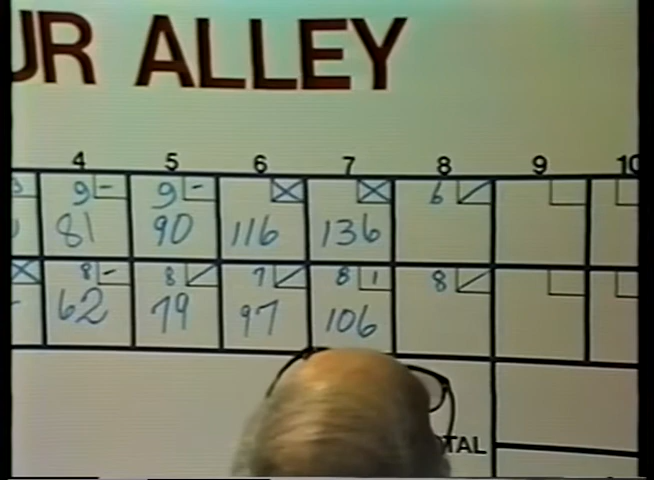 UR ALLEY
4 5 6 7 8 9 10
9 - 9 - X X 6 /
81 90 116 136
X 8 - 8 / 7 / 8 1 8 /
62 79 97 106
TAL